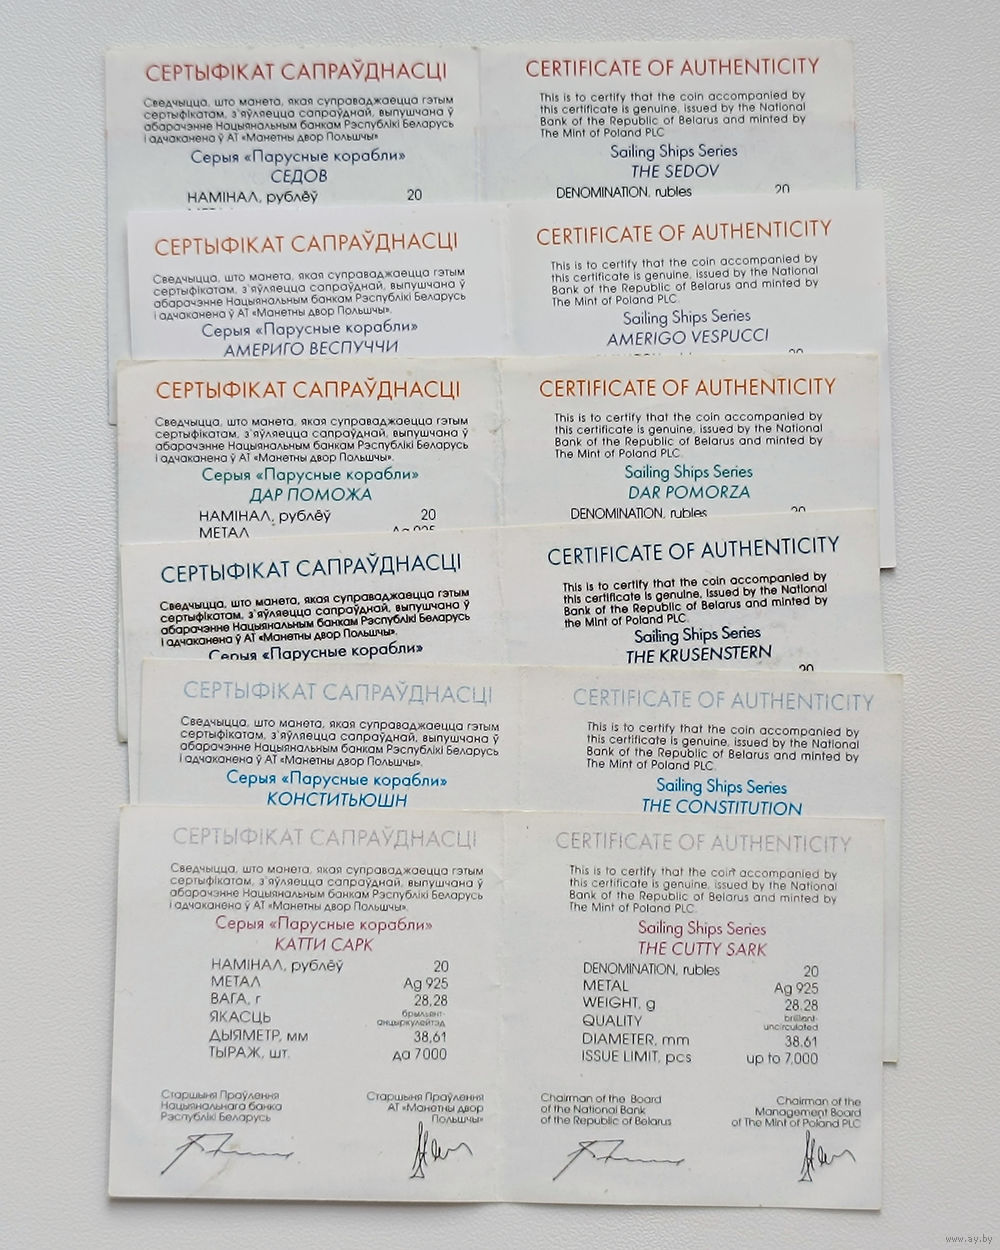 СЕРТЫФІКАТ САПРАЎДНАСЦІ
Сведчыцца, што манета, якая суправаджаецца гэтым
сертыфікатам, з'яўляецца сапраўднай, выпушчана ў
абарачэнне Нацыянальным банкам Рэспублікі Беларусь
і адчаканена ў АТ «Манетны двор Польшчы»
Серыя «Парусные корабли»
СЕДОВ
НАМІНАЛ, рублёў 20
CERTIFICATE OF AUTHENTICITY
This is to certify that the coin accompanied by
this certificate is genuine, issued by the National
Bank of the Republic of Belarus and minted by
The Mint of Poland PLC
Sailing Ships Series
THE SEDOV
DENOMINATION, rubles 20
СЕРТЫФІКАТ САПРАЎДНАСЦІ
Сведчыцца, што манета, якая суправаджаецца гэтым
сертыфікатам, з'яўляецца сапраўднай, выпушчана ў
абарачэнне Нацыянальным банкам Рэспублікі Беларусь
і адчаканена ў АТ «Манетны двор Польшчы».
Серыя «Парусные корабли»
АМЕРИГО ВЕСПУЧЧИ
CERTIFICATE OF AUTHENTICITY
This is to certify that the coin accompanied by
this certificate is genuine, issued by the National
Bank of the Republic of Belarus and minted by
The Mint of Poland PLC.
Sailing Ships Series
AMERIGO VESPUCCI
20
СЕРТЫФІКАТ САПРАЎДНАСЦІ
Сведчыцца, што манета, якая суправаджаецца гэтым
сертыфікатам, з'яўляецца сапраўднай, выпушчана ў
абарачэнне Нацыянальным банкам Рэспублікі Беларусь
і адчаканена ў АТ «Манетны двор Польшчы».
Серыя «Парусные корабли»
ДАР ПОМОЖА
НАМІНАЛ, рублёў 20
МЕТАЛ Ag 925
CERTIFICATE OF AUTHENTICITY
This is to certify that the coin accompanied by
this certificate is genuine, issued by the National
Bank of the Republic of Belarus and minted by
The Mint of Poland PLC.
Sailing Ships Series
DAR POMORZA
DENOMINATION, rubles 20
СЕРТЫФІКАТ САПРАЎДНАСЦІ
Сведчыцца, што манета, якая суправаджаецца гэтым
сертыфікатам, з'яўляецца сапраўднай, выпушчана ў
абарачэнне Нацыянальным банкам Рэспублікі Беларусь
і адчаканена ў АТ «Манетны двор Польшчы».
Серыя «Парусные корабли»
CERTIFICATE OF AUTHENTICITY
This is to certify that the coin accompanied by
this certificate is genuine, issued by the National
Bank of the Republic of Belarus and minted by
the Mint of Poland PLC.
Sailing Ships Series
THE KRUSENSTERN
20
СЕРТЫФІКАТ САПРАЎДНАСЦІ
Сведчыцца, што манета, якая суправаджаецца гэтым
сертыфікатам, з'яўляецца сапраўднай, выпушчана ў
абарачэнне Нацыянальным банкам Рэспублікі Беларусь
і адчаканена ў АТ «Манетны двор Польшчы».
Серыя «Парусные корабли»
КОНСТИТЬЮШН
CERTIFICATE OF AUTHENTICITY
This is to certify that the coin accompanied by
this certificate is genuine, issued by the National
Bank of the Republic of Belarus and minted by
The Mint of Poland PLC.
Sailing Ships Series
THE CONSTITUTION
СЕРТЫФІКАТ САПРАЎДНАСЦІ
Сведчыцца, што манета, якая суправаджаецца гэтым
сертыфікатам, з'яўляецца сапраўднай, выпушчана ў
абарачэнне Нацыянальным банкам Рэспублікі Беларусь
і адчаканена ў АТ «Манетны двор Польшчы».
Серыя «Парусные корабли»
КАТТИ САРК
НАМІНАЛ, рублёў 20
МЕТАЛ Ag 925
ВАГА, г 28,28
ЯКАСЦЬ брыльянт-
анцыркулейтэд
ДЫЯМЕТР, мм 38,61
ТЫРАЖ, шт. да 7000
Старшыня Праўлення
Нацыянальнага банка
Рэспублікі Беларусь
Старшыня Праўлення
АТ «Манетны двор
Польшчы»
CERTIFICATE OF AUTHENTICITY
This is to certify that the coin accompanied by
this certificate is genuine, issued by the National
Bank of the Republic of Belarus and minted by
The Mint of Poland PLC.
Sailing Ships Series
THE CUTTY SARK
DENOMINATION, rubles 20
METAL Ag 925
WEIGHT, g 28.28
QUALITY brilliant-
uncirculated
DIAMETER, mm 38.61
ISSUE LIMIT, pcs up to 7,000
Chairman of the Board
of the National Bank
of the Republic of Belarus
Chairman of the
Management Board
of The Mint of Poland PLC
www.ay.by